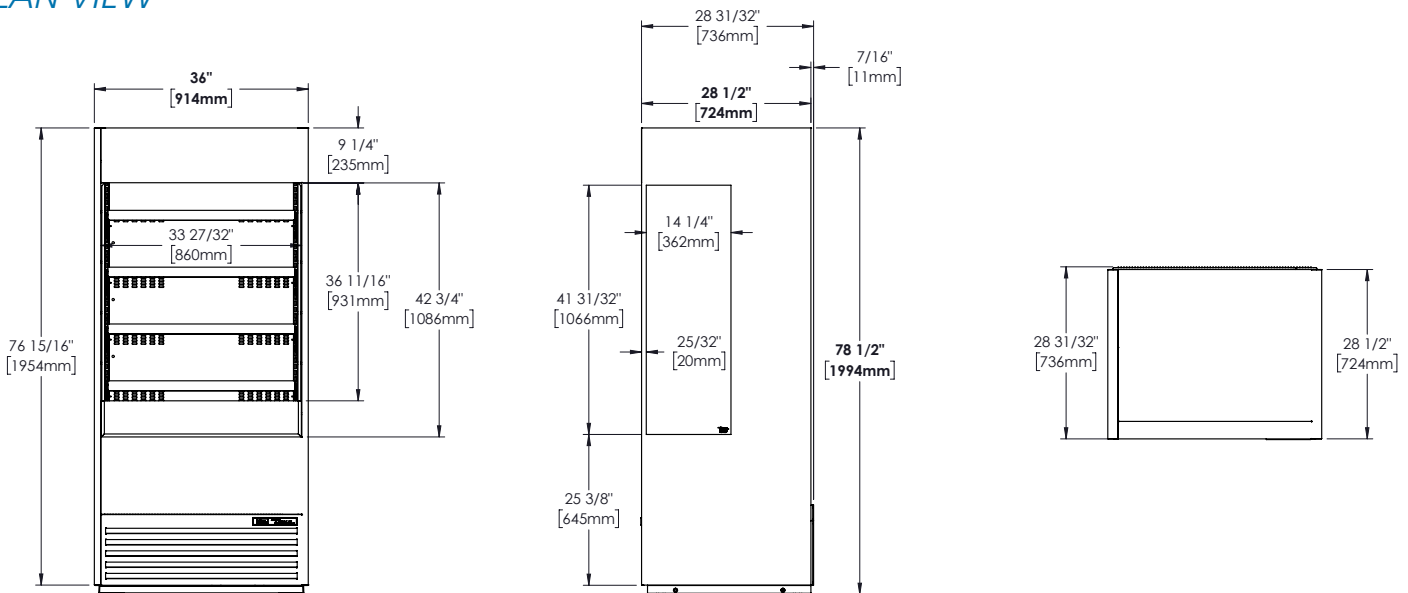 LAN VIEW
36"
[914mm]
9 1/4"
[235mm]
33 27/32"
[860mm]
36 11/16"
[931mm]
42 3/4"
[1086mm]
76 15/16"
[1954mm]
28 31/32"
[736mm]
7/16"
[11mm]
28 1/2"
[724mm]
14 1/4"
[362mm]
41 31/32"
[1066mm]
25/32"
[20mm]
78 1/2"
[1994mm]
25 3/8"
[645mm]
28 31/32"
[736mm]
28 1/2"
[724mm]